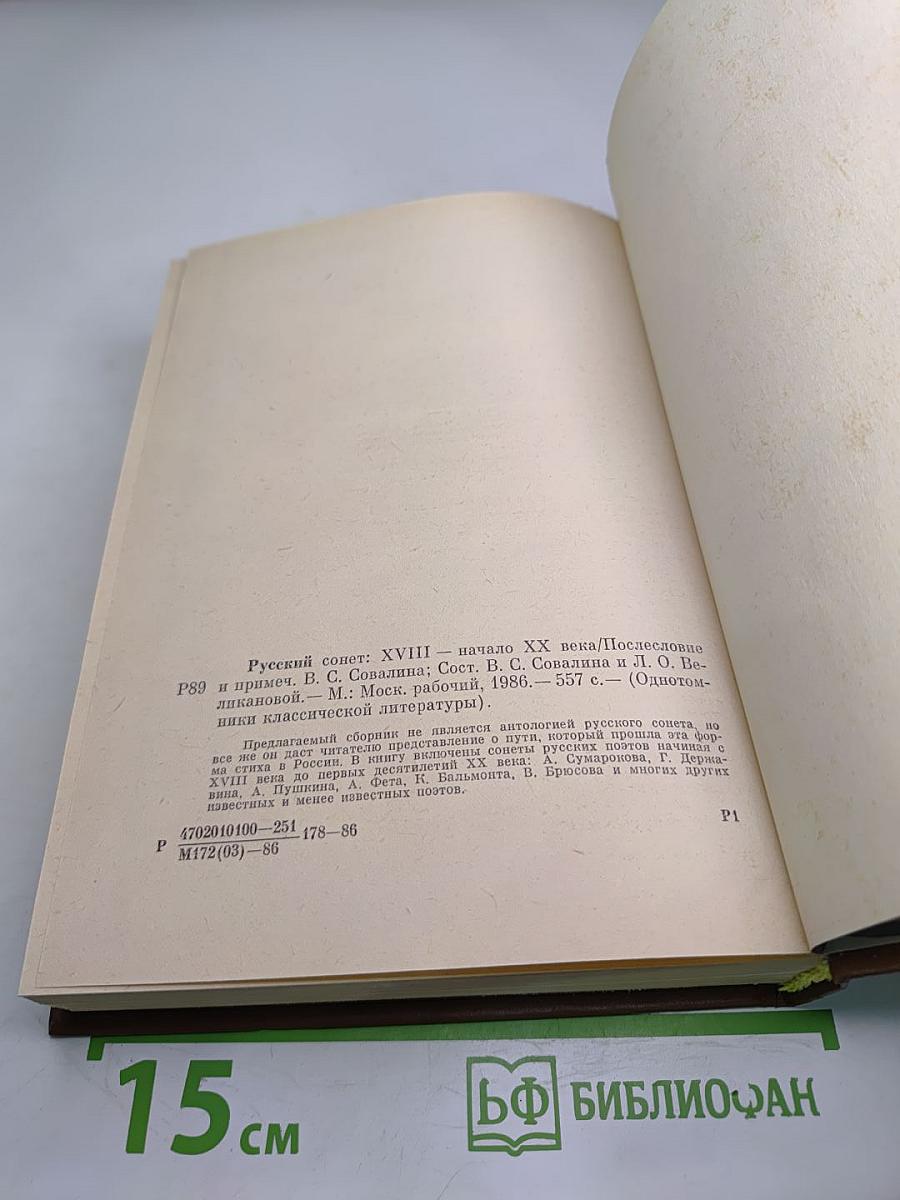 Русский сонет: XVIII — начало XX века/Послесловие
Р89 и примеч. В. С. Совалина; Сост. В. С. Совалина и Л. О. Ве-
ликановой.— М.: Моск. рабочий, 1986.— 557 с.— (Однотом-
ники классической литературы).
Предлагаемый сборник не является антологией русского сонета, но
все же он даст читателю представление о пути, который прошла эта фор-
ма стиха в России. В книгу включены сонеты русских поэтов начиная с
XVIII века до первых десятилетий XX века: А. Сумарокова, Г. Держа-
вина, А. Пушкина, А. Фета, К. Бальмонта, В. Брюсова и многих других
известных и менее известных поэтов.
Р 4702010100—251 178—86
М172(03)—86
Р1
15 см
БФ БИБЛИОФАН